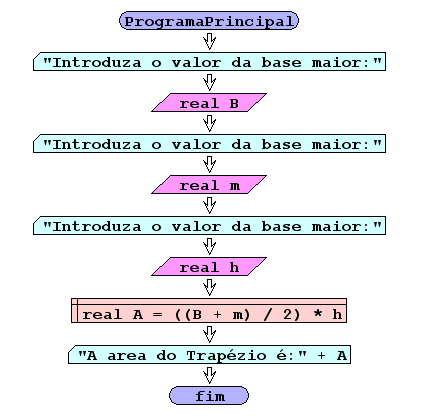 ProgramaPrincipal
"Introduza o valor da base maior:"
real B
"Introduza o valor da base maior:"
real m
"Introduza o valor da base maior:"
real h
real A = ((B + m) / 2) * h
"A area do Trapézio é:" + A
fim